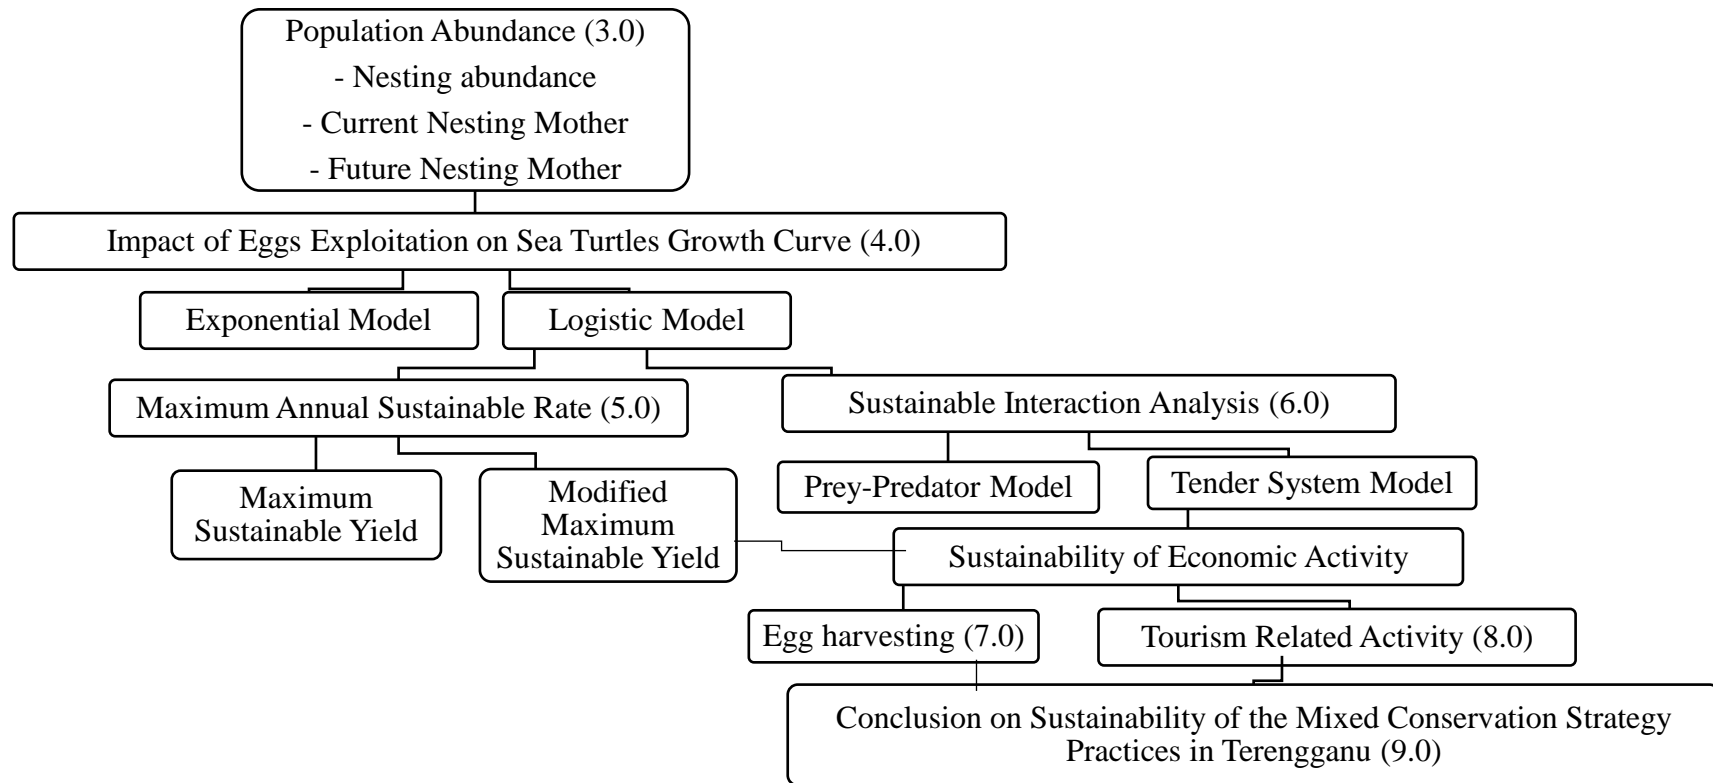 Population Abundance (3.0)
- Nesting abundance
- Current Nesting Mother
- Future Nesting Mother
Impact of Eggs Exploitation on Sea Turtles Growth Curve (4.0)
Exponential Model
Logistic Model
Maximum Annual Sustainable Rate (5.0)
Sustainable Interaction Analysis (6.0)
Maximum
Sustainable Yield
Modified
Maximum
Sustainable Yield
Prey-Predator Model
Tender System Model
Sustainability of Economic Activity
Egg harvesting (7.0)
Tourism Related Activity (8.0)
Conclusion on Sustainability of the Mixed Conservation Strategy
Practices in Terengganu (9.0)